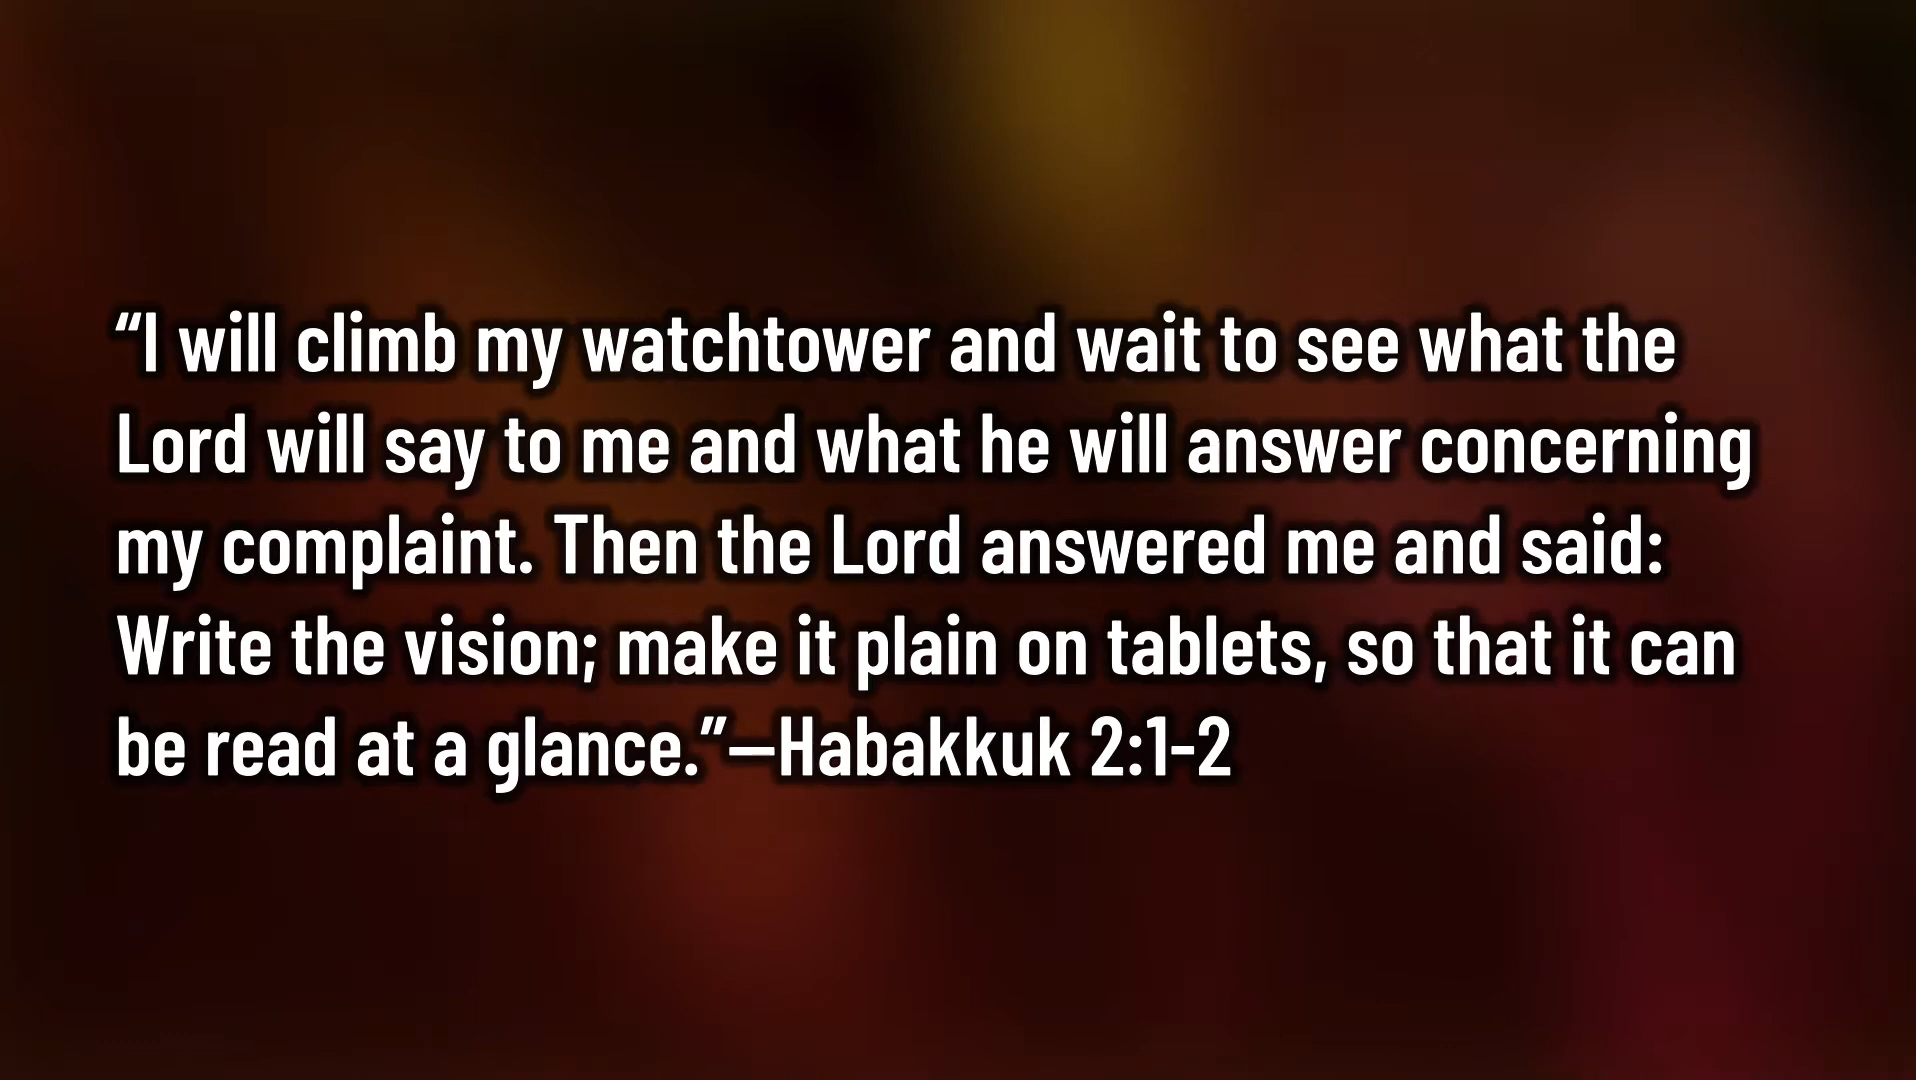 “I will climb my watchtower and wait to see what the
Lord will say to me and what he will answer concerning
my complaint. Then the Lord answered me and said:
Write the vision; make it plain on tablets, so that it can
be read at a glance.”—Habakkuk 2:1-2